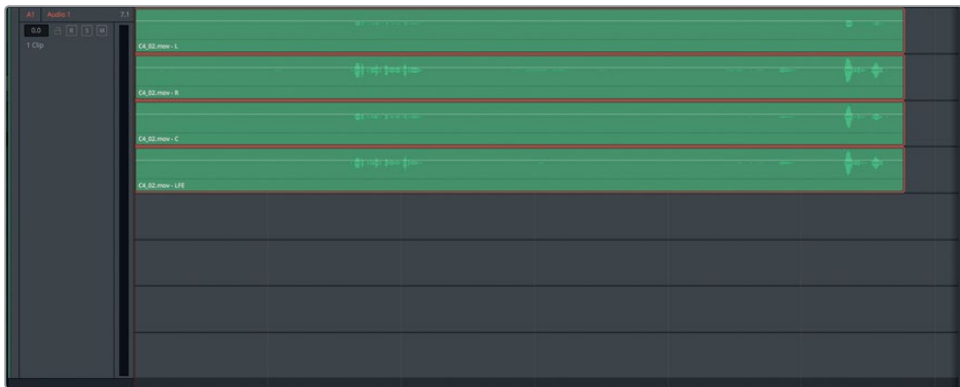 A1 Audio 1 7.1
0.0 R S M
1 Clip
C4_02.mov - L
C4_02.mov - R
C4_02.mov - C
C4_02.mov - LFE